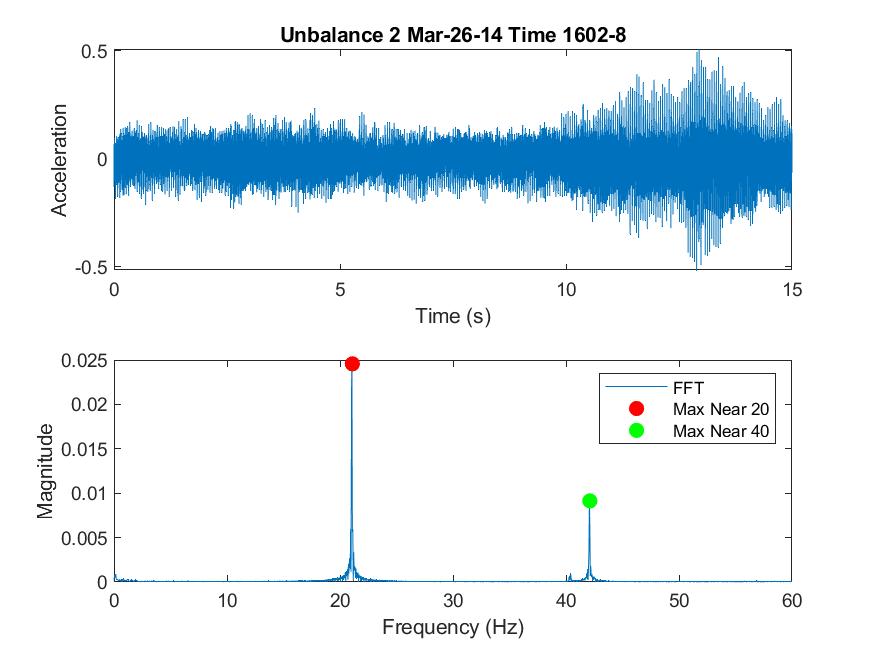 Unbalance 2 Mar-26-14 Time 1602-8
0.5
0
-0.5
Acceleration
0 5 10 15
Time (s)
0.025
0.02
0.015
0.01
0.005
0
Magnitude
FFT
Max Near 20
Max Near 40
0 10 20 30 40 50 60
Frequency (Hz)